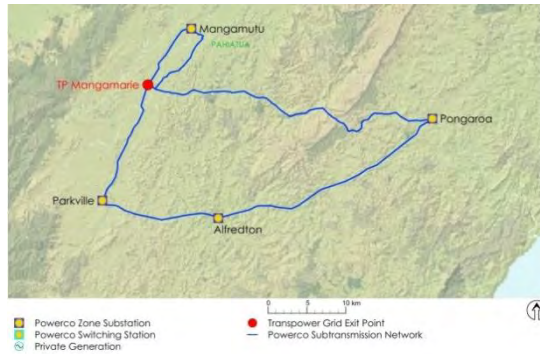 Mangamutu
PAHIATUA
TP Mangamarie
Pongaroa
Parkville
Alfredton
0 5 10 km
Powerco Zone Substation
Powerco Switching Station
Private Generation
Transpower Grid Exit Point
Powerco Subtransmission Network